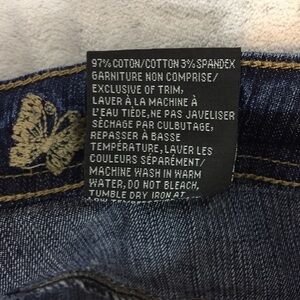 97% COTON/COTTON 3% SPANDEX
GARNITURE NON COMPRISE/
EXCLUSIVE OF TRIM,
LAVER À LA MACHINE À
L'EAU TIÈDE, NE PAS JAVELISER
SÉCHAGE PAR CULBUTAGE,
REPASSER À BASSE
TEMPÉRATURE, LAVER LES
COULEURS SÉPARÉMENT/
MACHINE WASH IN WARM
WATER, DO NOT BLEACH,
TUMBLE DRY IRON AT